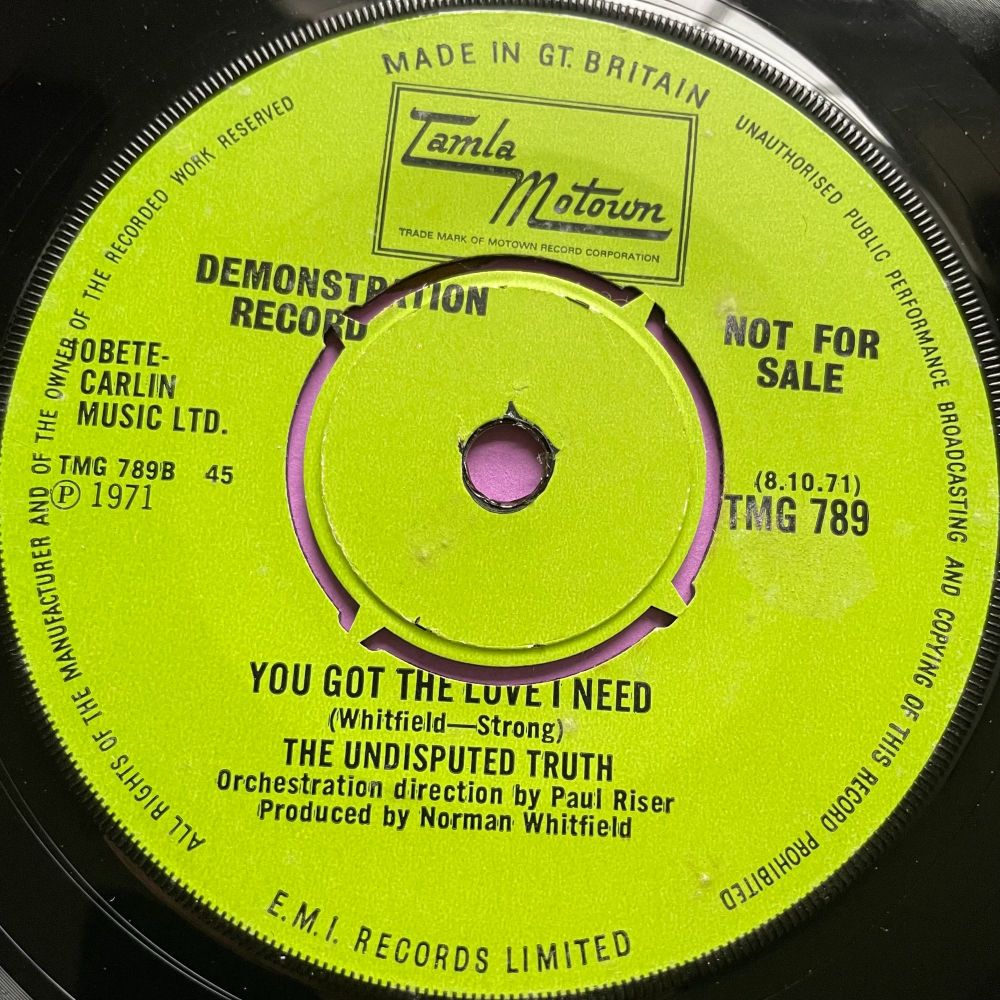 MADE IN GT. BRITAIN
Tamla
Motown
TRADE MARK OF MOTOWN RECORD CORPORATION
DEMONSTRATION
RECORD
NOT FOR
SALE
JOBETE-
CARLIN
MUSIC LTD.
TMG 789B 45
Ⓟ 1971
(8.10.71)
TMG 789
YOU GOT THE LOVE I NEED
(Whitfield—Strong)
THE UNDISPUTED TRUTH
Orchestration direction by Paul Riser
Produced by Norman Whitfield
E.M.I. RECORDS LIMITED
ALL RIGHTS OF THE MANUFACTURER AND OF THE OWNER OF THE RECORDED WORK RESERVED
UNAUTHORISED PUBLIC PERFORMANCE BROADCASTING AND COPYING OF THIS RECORD PROHIBITED